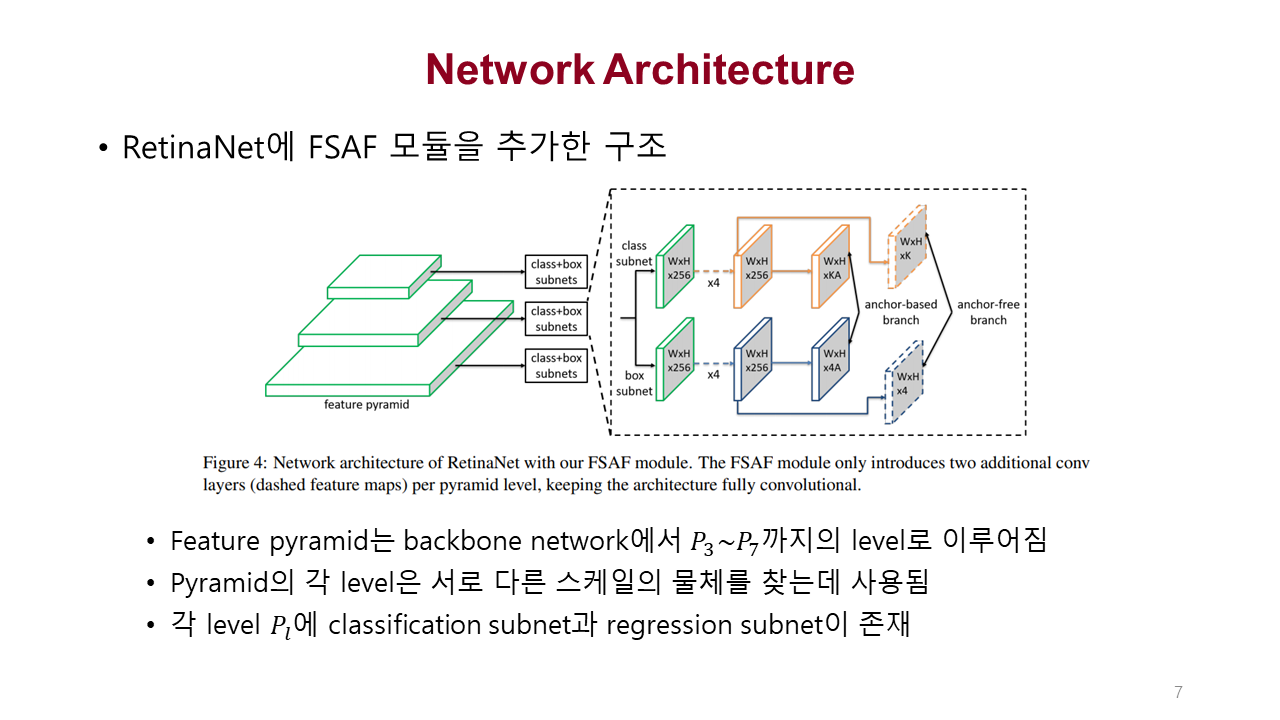 Network Architecture
• RetinaNet에 FSAF 모듈을 추가한 구조
class+box
subnets
class+box
subnets
class+box
subnets
feature pyramid
class
subnet
WxH
x256
x4
WxH
x256
WxH
xKA
WxH
xK
anchor-based
branch
anchor-free
branch
box
subnet
WxH
x256
x4
WxH
x256
WxH
x4A
WxH
x4
Figure 4: Network architecture of RetinaNet with our FSAF module. The FSAF module only introduces two additional conv
layers (dashed feature maps) per pyramid level, keeping the architecture fully convolutional.
• Feature pyramid는 backbone network에서 P₃~P₇까지의 level로 이루어짐
• Pyramid의 각 level은 서로 다른 스케일의 물체를 찾는데 사용됨
• 각 level Pₗ에 classification subnet과 regression subnet이 존재
7